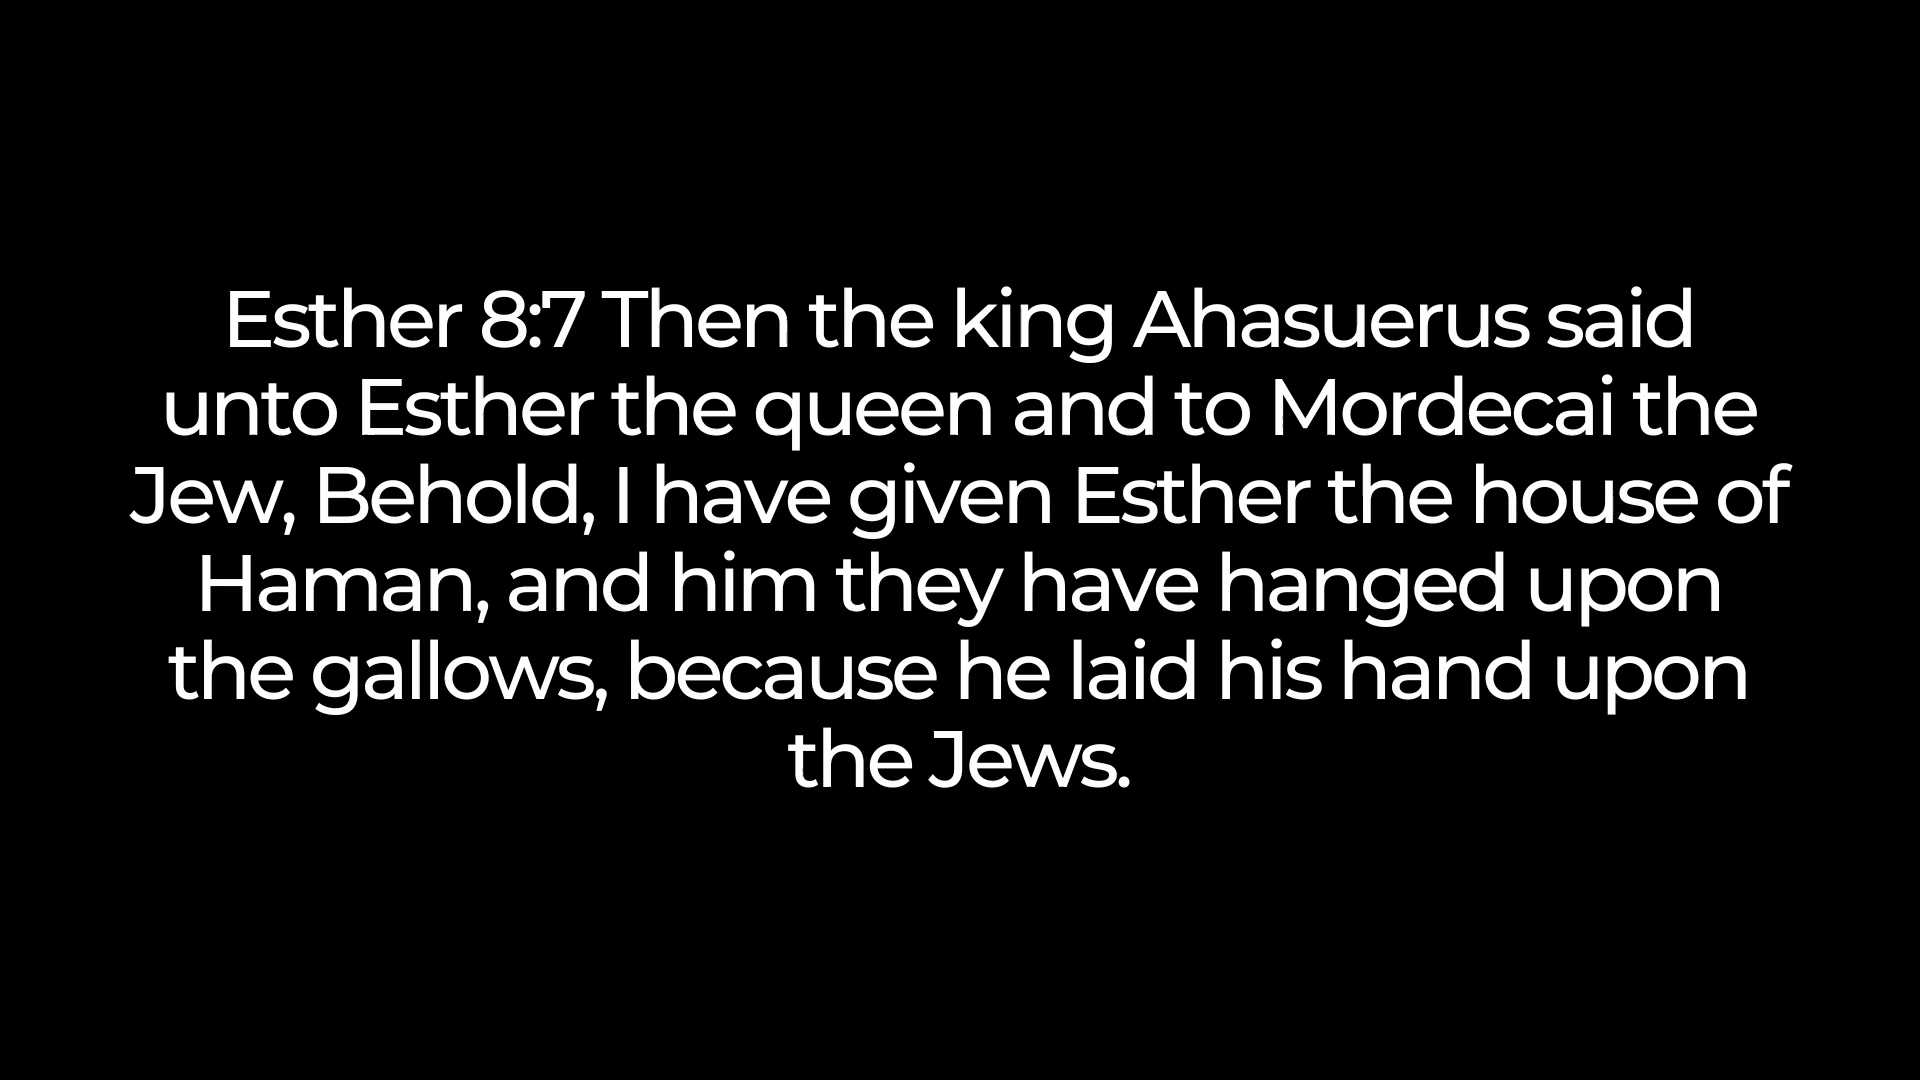 Esther 8:7 Then the king Ahasuerus said
unto Esther the queen and to Mordecai the
Jew, Behold, I have given Esther the house of
Haman, and him they have hanged upon
the gallows, because he laid his hand upon
the Jews.